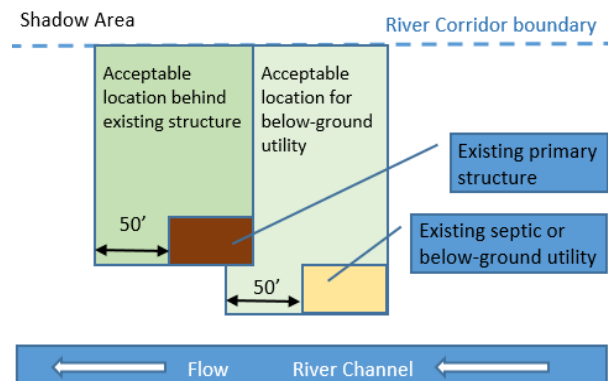 Shadow Area
River Corridor boundary
Acceptable
location behind
existing structure
Acceptable
location for
below-ground
utility
Existing primary
structure
50’
Existing septic or
below-ground utility
50’
Flow
River Channel